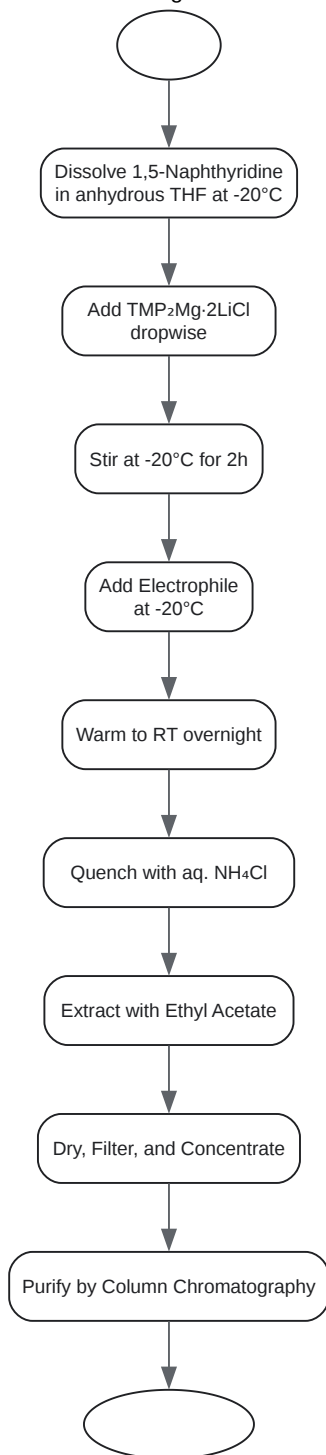 Dissolve 1,5-Naphthyridine
in anhydrous THF at -20°C
Add TMP₂Mg·2LiCl
dropwise
Stir at -20°C for 2h
Add Electrophile
at -20°C
Warm to RT overnight
Quench with aq. NH₄Cl
Extract with Ethyl Acetate
Dry, Filter, and Concentrate
Purify by Column Chromatography